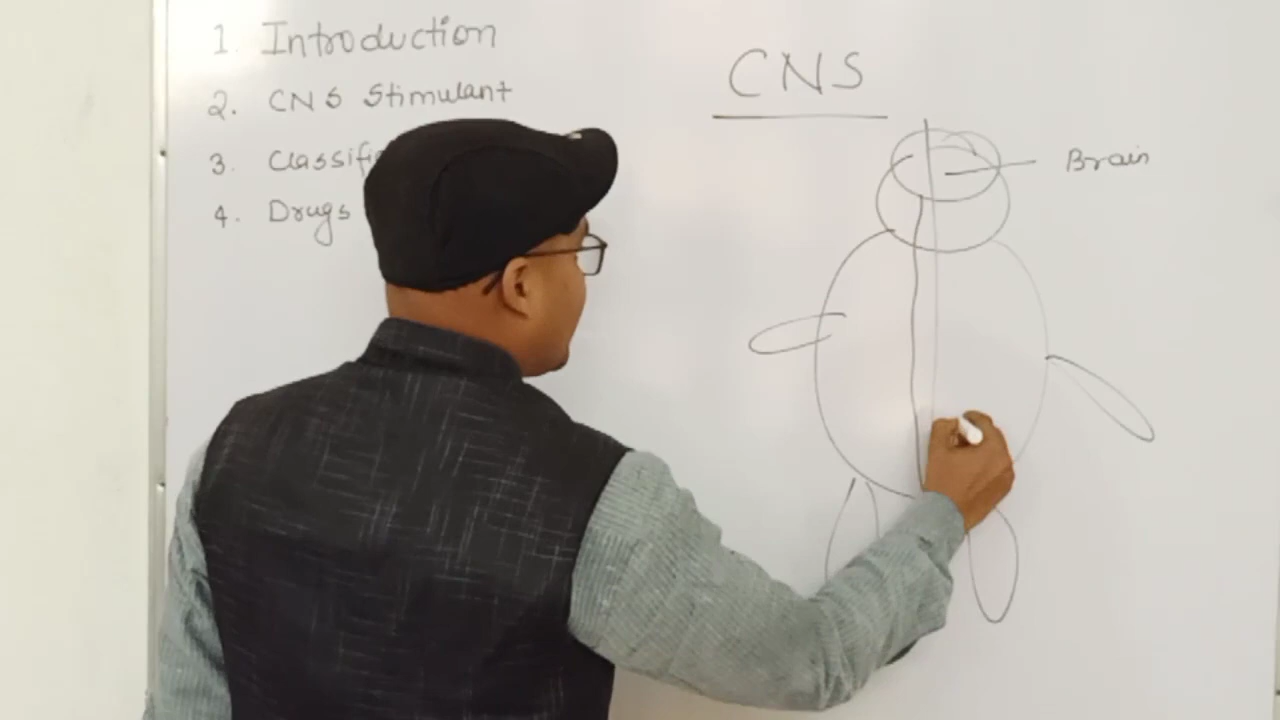 1. Introduction
2. CNS Stimulant
3.
4. Drugs
CNS
Brain